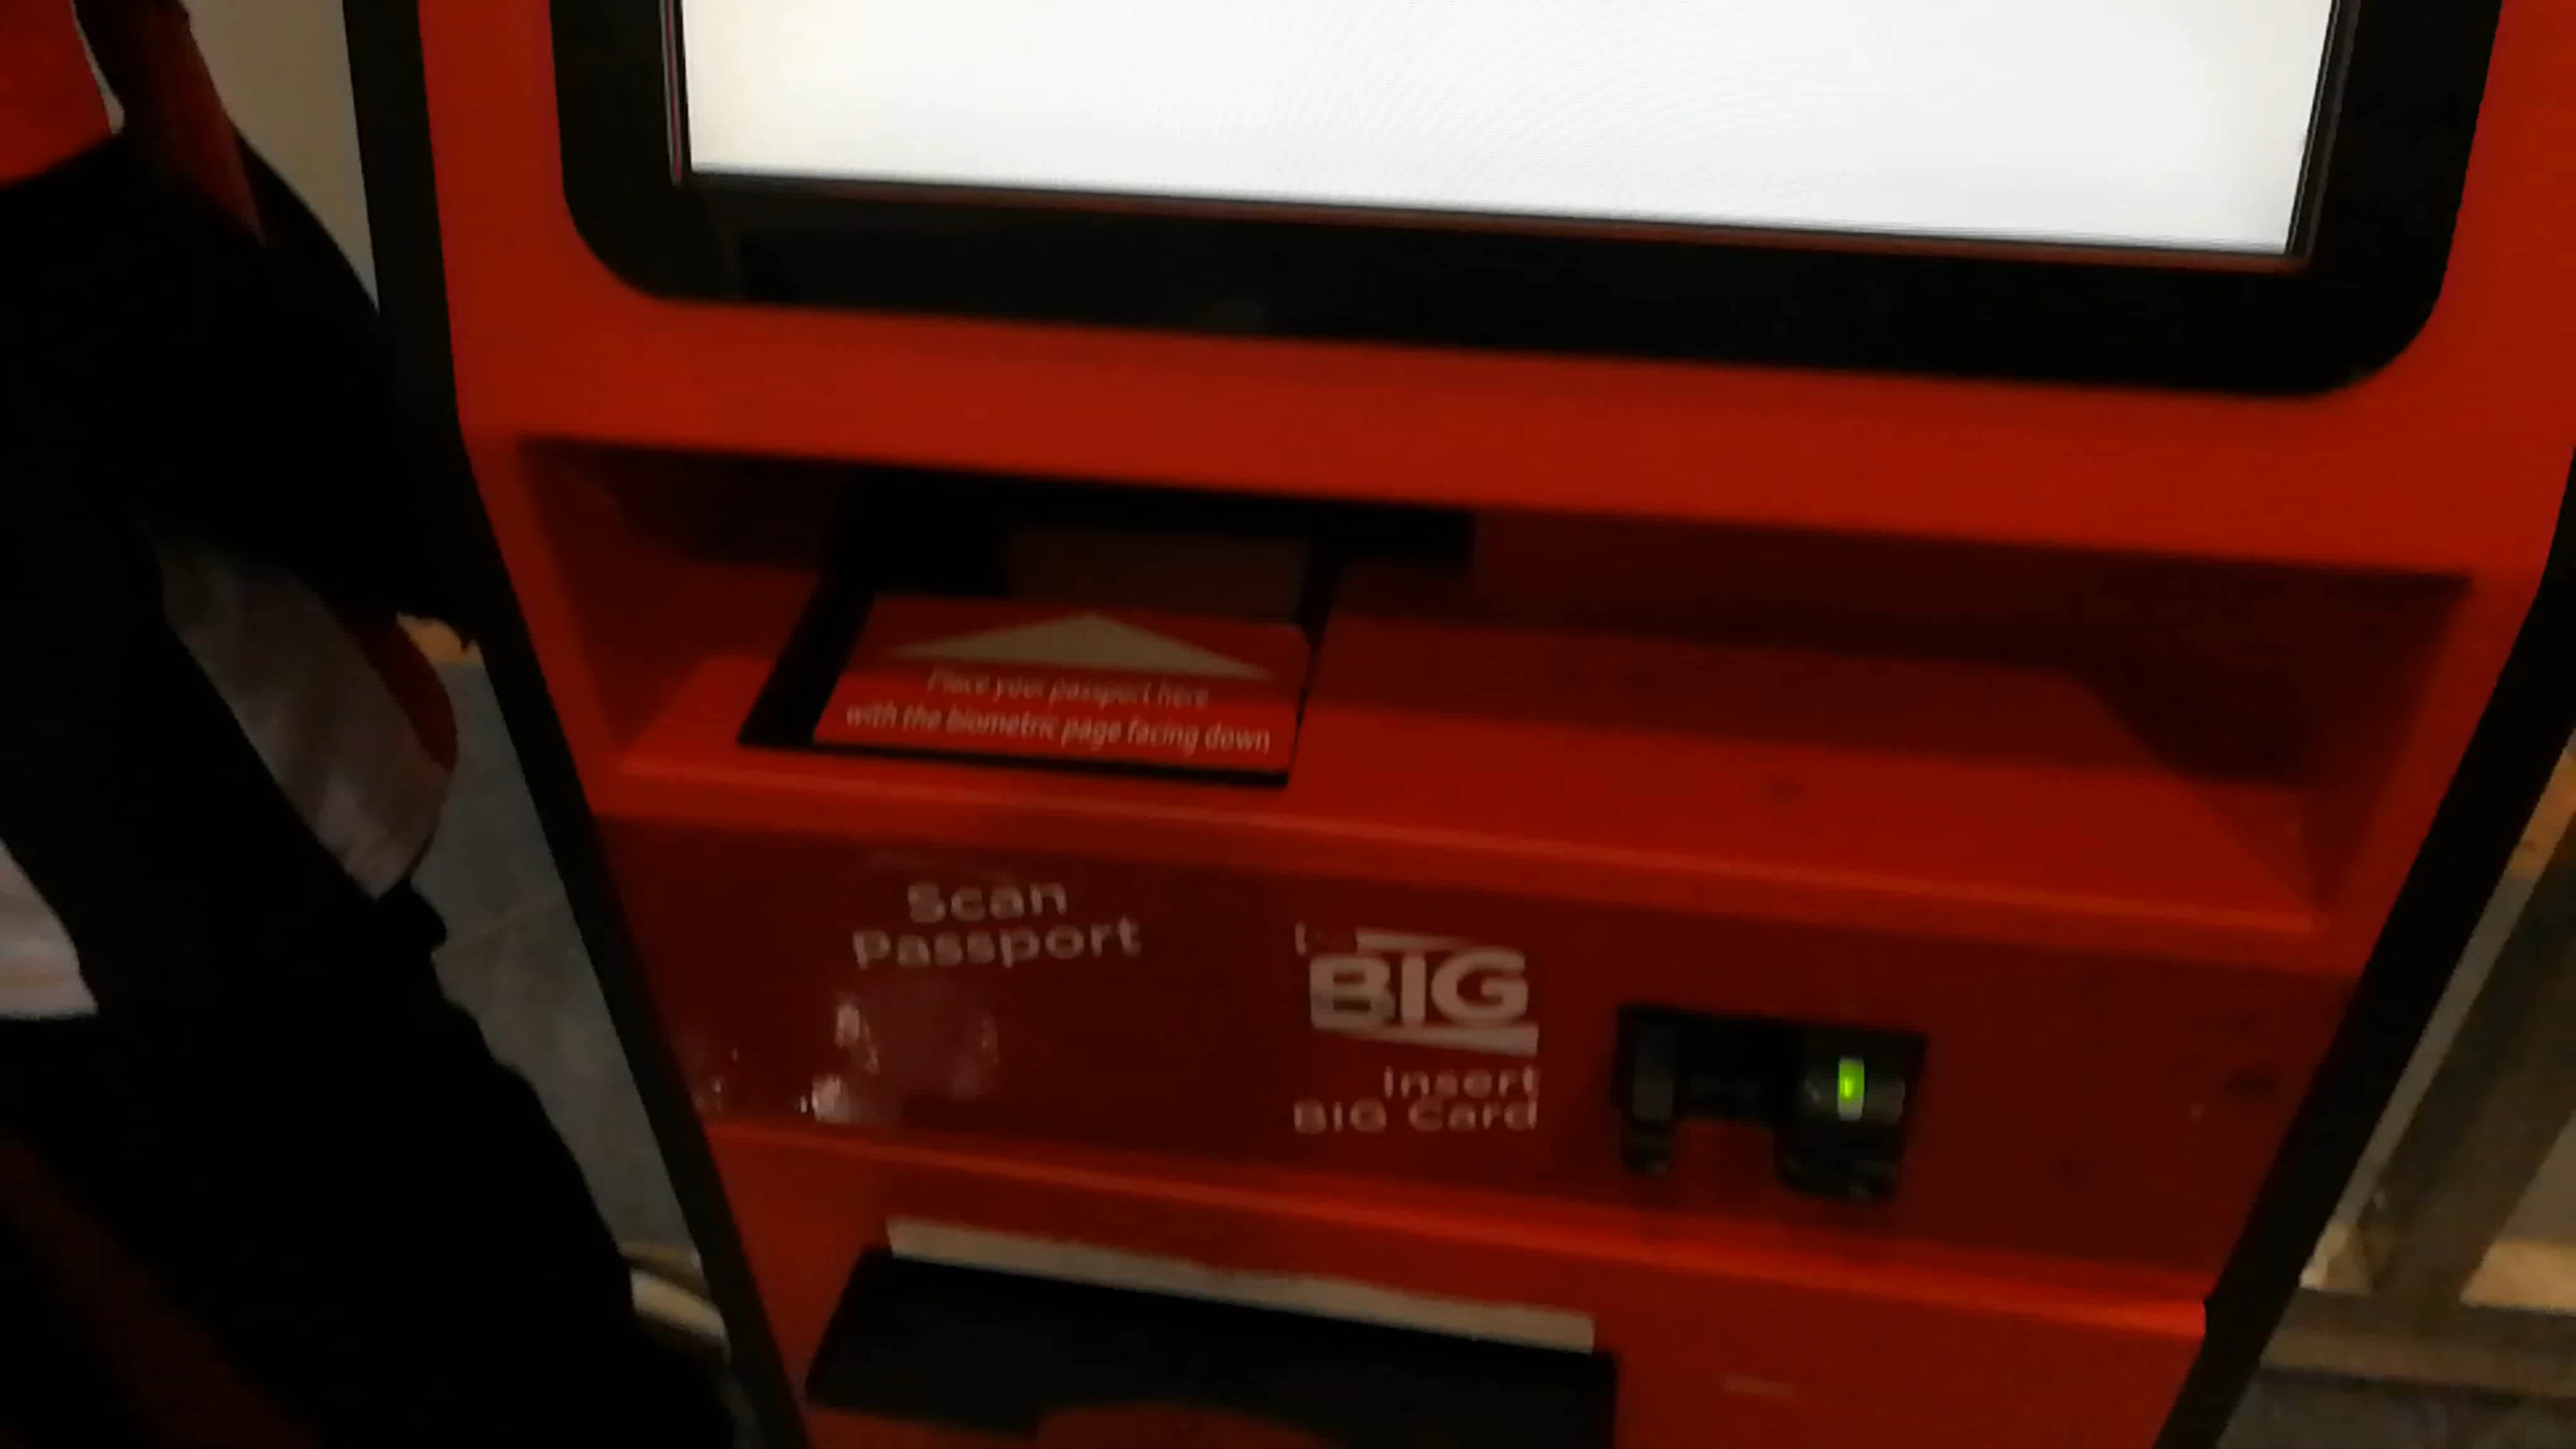 Place your passport here
with the biometric page facing down
Scan
Passport
BIG
Insert
BIG Card